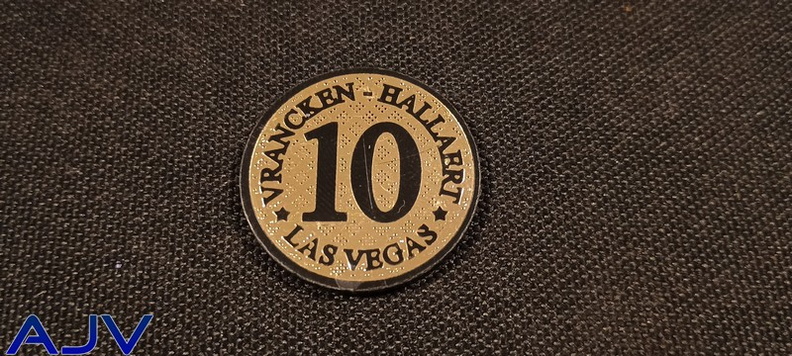 VRANCKEN - HALLAERT
10
★ LAS VEGAS ★
AJV